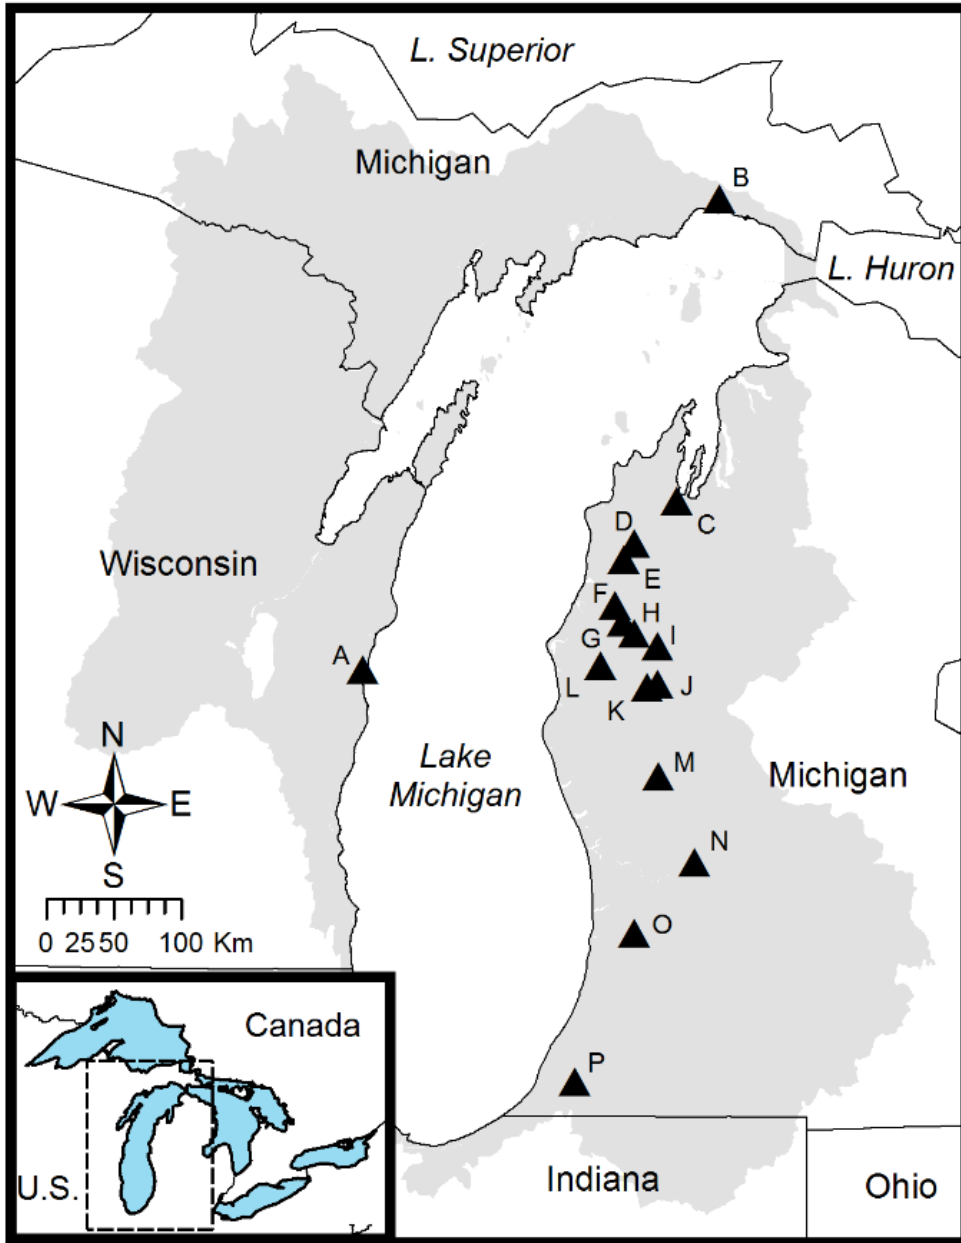 L. Superior
Michigan
B
L. Huron
C
D
E
Wisconsin
F
H
G
I
A
L
J
K
N
Lake
Michigan
M
Michigan
W
E
S
N
0 25 50 100 Km
O
Canada
P
U.S.
Indiana
Ohio